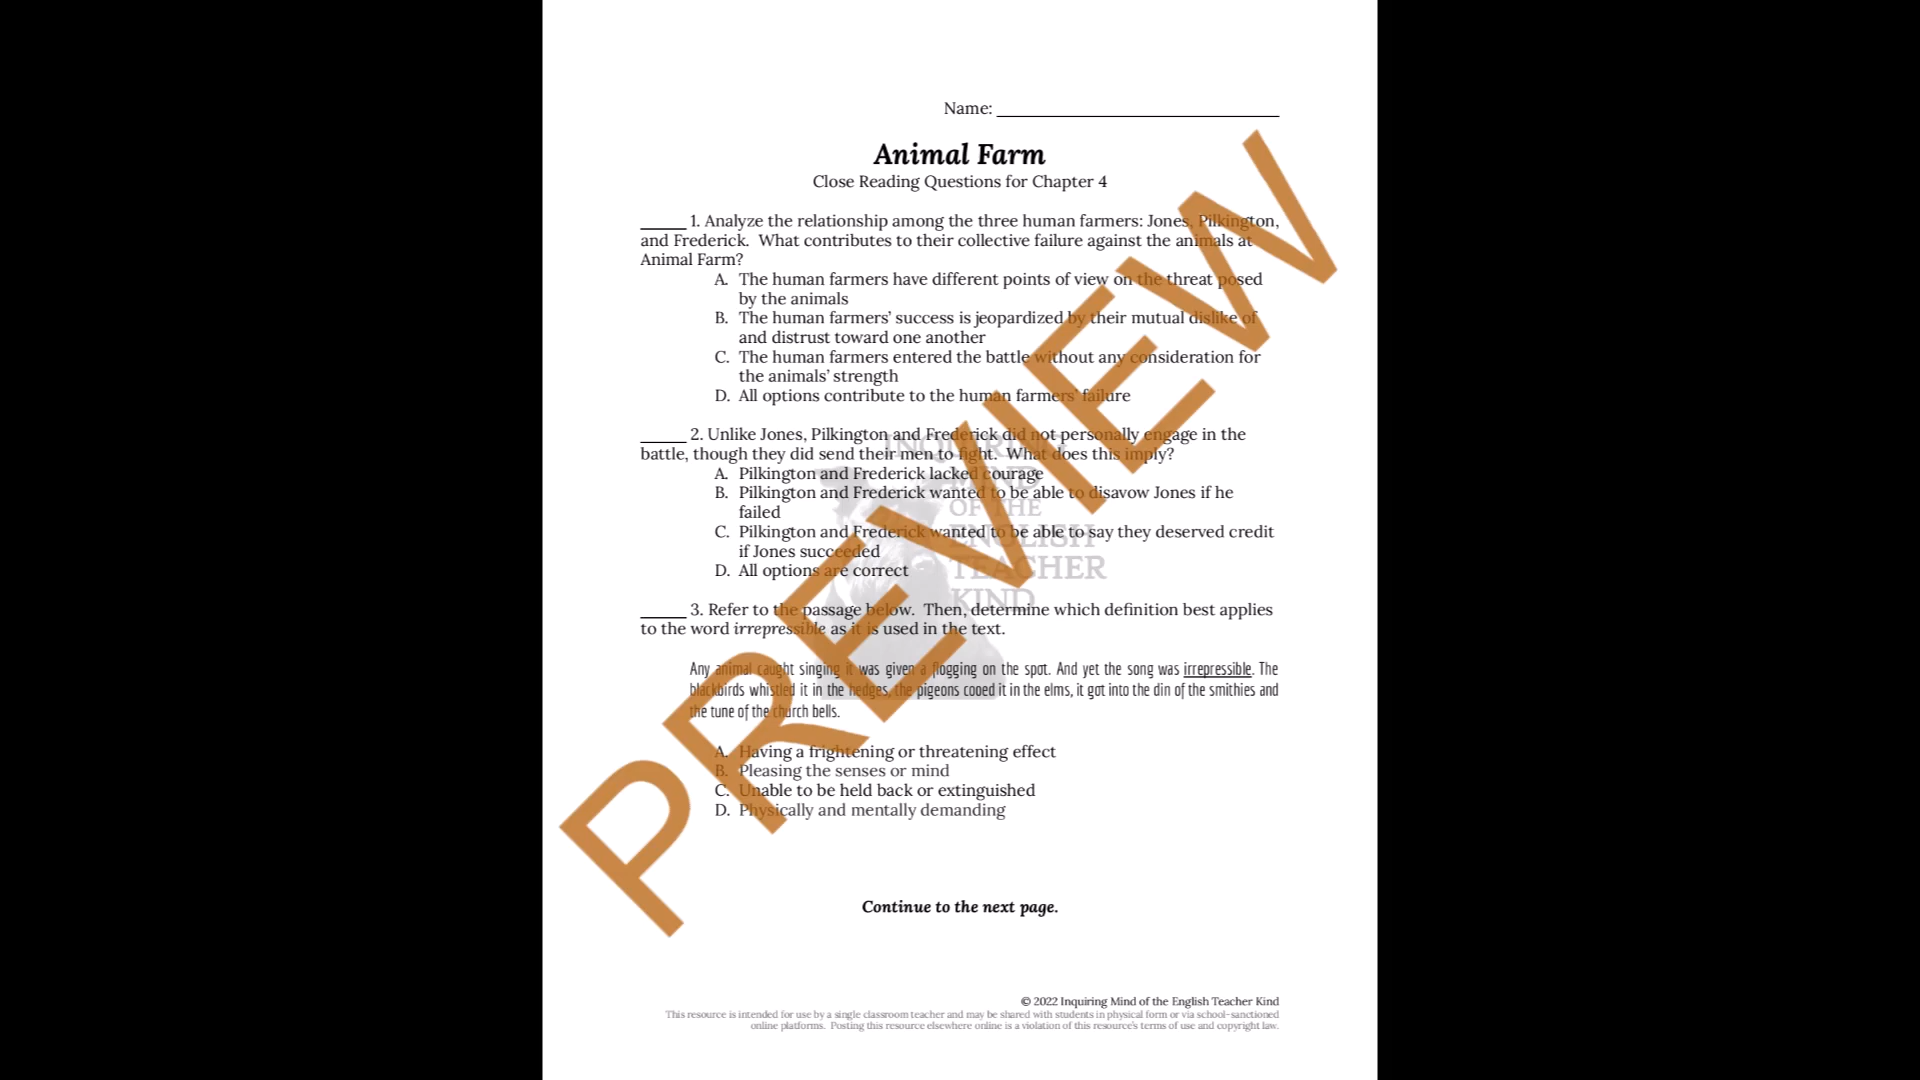 Name: ______________________________
Animal Farm
Close Reading Questions for Chapter 4
_____ 1. Analyze the relationship among the three human farmers: Jones, Pilkington,
and Frederick.  What contributes to their collective failure against the animals at
Animal Farm?
A. The human farmers have different points of view on the threat posed
by the animals
B. The human farmers’ success is jeopardized by their mutual dislike of
and distrust toward one another
C. The human farmers entered the battle without any consideration for
the animals’ strength
D. All options contribute to the human farmers’ failure
_____ 2. Unlike Jones, Pilkington and Frederick did not personally engage in the
battle, though they did send their men to fight.  What does this imply?
A. Pilkington and Frederick lacked courage
B. Pilkington and Frederick wanted to be able to disavow Jones if he
failed
C. Pilkington and Frederick wanted to be able to say they deserved credit
if Jones succeeded
D. All options are correct
_____ 3. Refer to the passage below.  Then, determine which definition best applies
to the word irrepressible as it is used in the text.
Any animal caught singing it was given a flogging on the spot. And yet the song was irrepressible. The
blackbirds whistled it in the hedges, the pigeons cooed it in the elms, it got into the din of the smithies and
the tune of the church bells.
A. Having a frightening or threatening effect
B. Pleasing the senses or mind
C. Unable to be held back or extinguished
D. Physically and mentally demanding
Continue to the next page.
© 2022 Inquiring Mind of the English Teacher Kind
This resource is intended for use by a single classroom teacher and may be shared with students in physical form or via school-sanctioned
online platforms.  Posting this resource elsewhere online is a violation of this resource’s terms of use and copyright law.
INQUIRING
MIND
OF THE
ENGLISH
TEACHER
KIND
PREVIEW